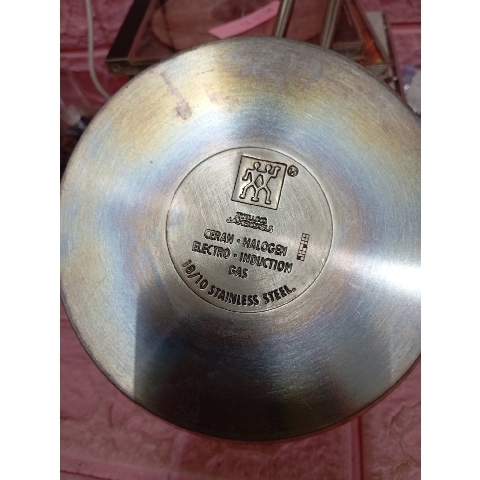 ®
CERAN · HALOGEN
ELECTRO · INDUCTION
GAS
18/10 STAINLESS STEEL